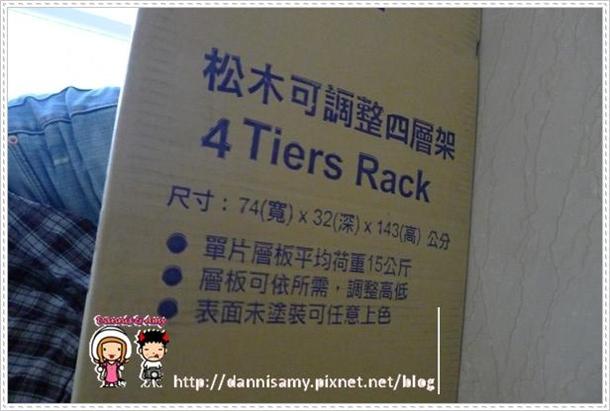 松木可調整四層架
4 Tiers Rack
尺寸：74(寬) x 32(深) x 143(高) 公分
● 單片層板平均荷重15公斤
● 層板可依所需，調整高低
● 表面未塗裝可任意上色
Dannis & Amy
http://dannisamy.pixnet.net/blog